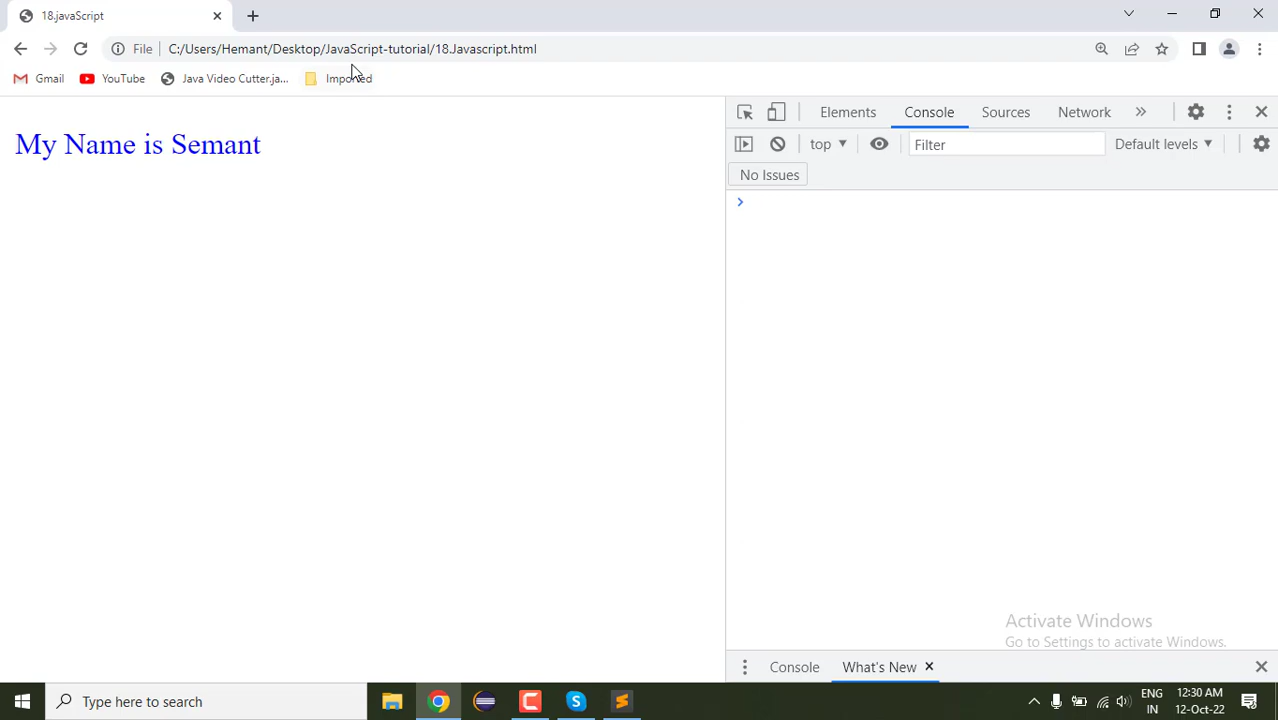 18.javaScript
File C:/Users/Hemant/Desktop/JavaScript-tutorial/18.Javascript.html
Gmail YouTube Java Video Cutter.ja... Imported
My Name is Semant
Elements Console Sources Network
top Filter Default levels
No Issues
Activate Windows
Go to Settings to activate Windows.
Console What's New
Type here to search
ENG 12:30 AM
IN 12-Oct-22